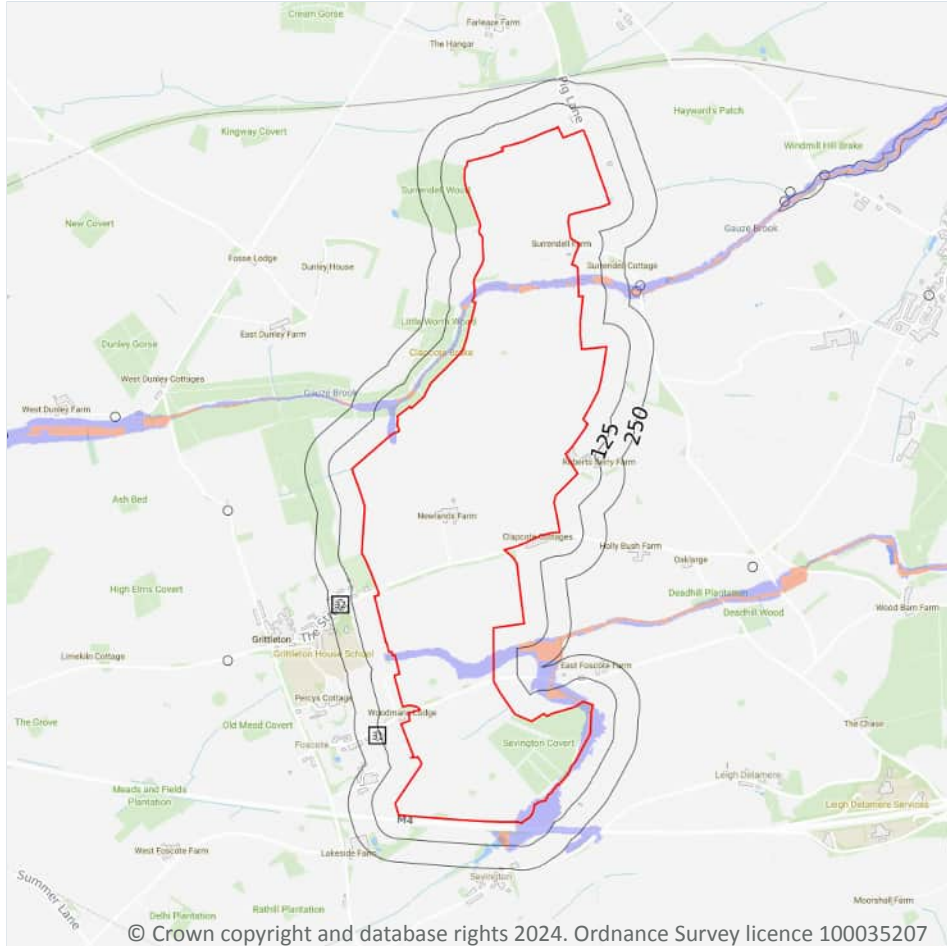 Cream Gorse
Farleaze Farm
The Hangar
Pig Lane
Hayward's Patch
Kingway Covert
Windmill Hill Brake
Surrendell Wood
New Covert
Gauze Brook
Surrendell Farm
Fosse Lodge
Dunley House
Surrendell Cottage
Little Worth Wood
East Dunley Farm
Dunley Gorse
Clapcote Brake
West Dunley Cottages
Gauze Brook
West Dunley Farm
125
250
Roberts Berry Farm
Ash Bed
Newlands Farm
Clapcote Cottages
Holly Bush Farm
Oaklarge
High Elms Covert
Deadhill Plantation
32
Wood Barn Farm
Deadhill Wood
Grittleton
The St
Limekiln Cottage
Grittleton House School
East Foscote Farm
Percys Cottage
Woodmans Lodge
The Grove
Old Mead Covert
The Chase
31
Foscote
Sevington Covert
Leigh Delamere
Meads and Fields
Plantation
Leigh Delamere Services
M4
West Foscote Farm
Lakeside Farm
Sevington
Summer Lane
Moorshall Farm
Rathill Plantation
Delhi Plantation
© Crown copyright and database rights 2024. Ordnance Survey licence 100035207